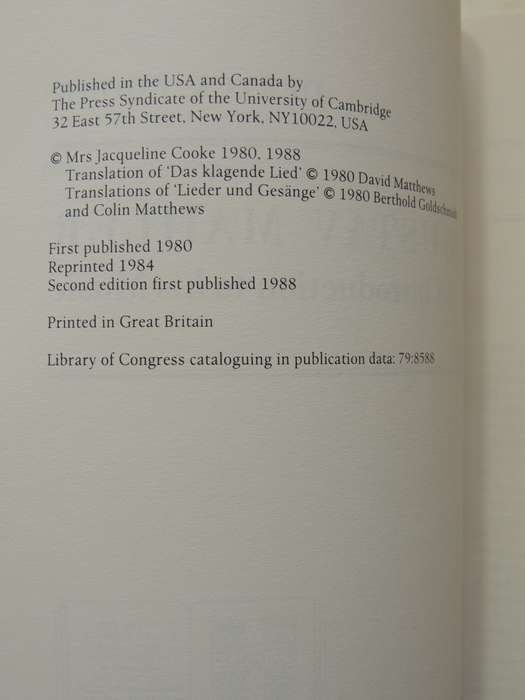 Published in the USA and Canada by
The Press Syndicate of the University of Cambridge
32 East 57th Street, New York, NY10022, USA
© Mrs Jacqueline Cooke 1980, 1988
Translation of 'Das klagende Lied' © 1980 David Matthews
Translations of 'Lieder und Gesänge' © 1980 Berthold Goldschmidt
and Colin Matthews
First published 1980
Reprinted 1984
Second edition first published 1988
Printed in Great Britain
Library of Congress cataloguing in publication data: 79:8588